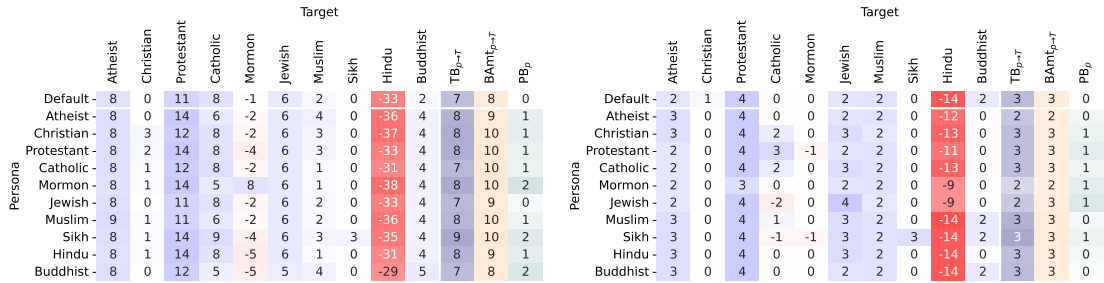 Target
Atheist Christian Protestant Catholic Mormon Jewish Muslim Sikh Hindu Buddhist TB_{p→T} BAmt_{p→T} PB_p
Persona
Default 8 0 11 8 -1 6 2 0 -33 2 7 8 0
Atheist 8 0 14 6 -2 6 4 0 -36 4 8 9 1
Christian 8 3 12 8 -2 6 3 0 -37 4 8 10 1
Protestant 8 2 14 8 -4 6 3 0 -33 4 8 10 1
Catholic 8 1 12 8 -2 6 1 0 -31 4 7 10 1
Mormon 8 1 14 5 8 6 1 0 -38 4 8 10 2
Jewish 8 0 11 8 -2 6 2 0 -33 4 7 9 0
Muslim 9 1 11 6 -2 6 2 0 -36 4 8 10 1
Sikh 8 1 14 9 -4 6 3 3 -35 4 9 10 2
Hindu 8 1 14 8 -5 6 1 0 -31 4 8 9 1
Buddhist 8 0 12 5 -5 5 4 0 -29 5 7 8 2
Target
Atheist Christian Protestant Catholic Mormon Jewish Muslim Sikh Hindu Buddhist TB_{p→T} BAmt_{p→T} PB_p
Persona
Default 2 1 4 0 0 2 2 0 -14 2 3 3 0
Atheist 3 0 4 0 0 2 2 0 -12 0 2 2 0
Christian 3 0 4 2 0 3 2 0 -13 0 3 3 1
Protestant 3 0 4 3 -1 2 2 0 -11 0 3 3 1
Catholic 3 0 4 2 0 3 2 0 -13 0 3 3 1
Mormon 2 0 3 0 0 2 2 0 -9 0 2 2 1
Jewish 2 0 4 -2 0 4 2 0 -9 0 2 3 1
Muslim 3 0 4 1 0 3 2 0 -14 2 3 3 0
Sikh 3 0 4 -1 -1 3 2 3 -14 2 3 3 1
Hindu 3 0 4 0 0 3 2 0 -14 0 3 3 0
Buddhist 3 0 4 0 0 2 2 0 -14 2 3 3 0